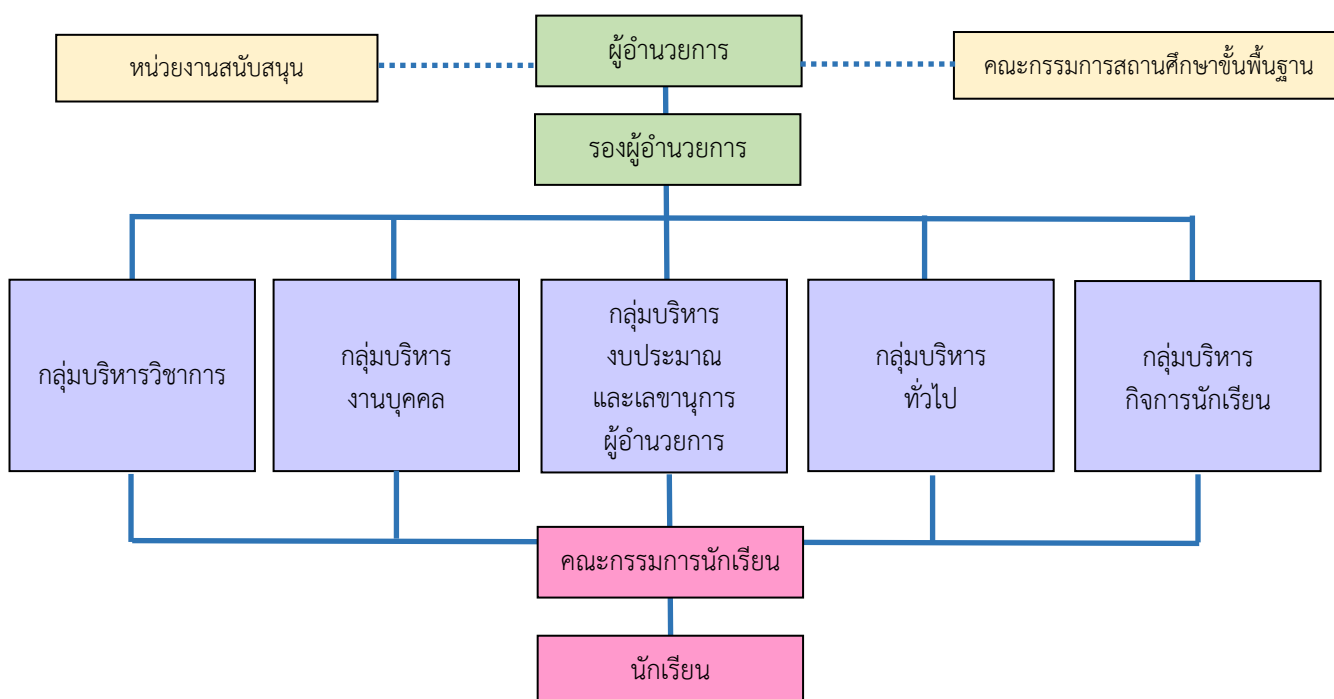 หน่วยงานสนับสนุน
ผู้อำนวยการ
คณะกรรมการสถานศึกษาขั้นพื้นฐาน
รองผู้อำนวยการ
กลุ่มบริหารวิชาการ
กลุ่มบริหาร
งานบุคคล
กลุ่มบริหาร
งบประมาณ
และเลขานุการ
ผู้อำนวยการ
กลุ่มบริหาร
ทั่วไป
กลุ่มบริหาร
กิจการนักเรียน
คณะกรรมการนักเรียน
นักเรียน